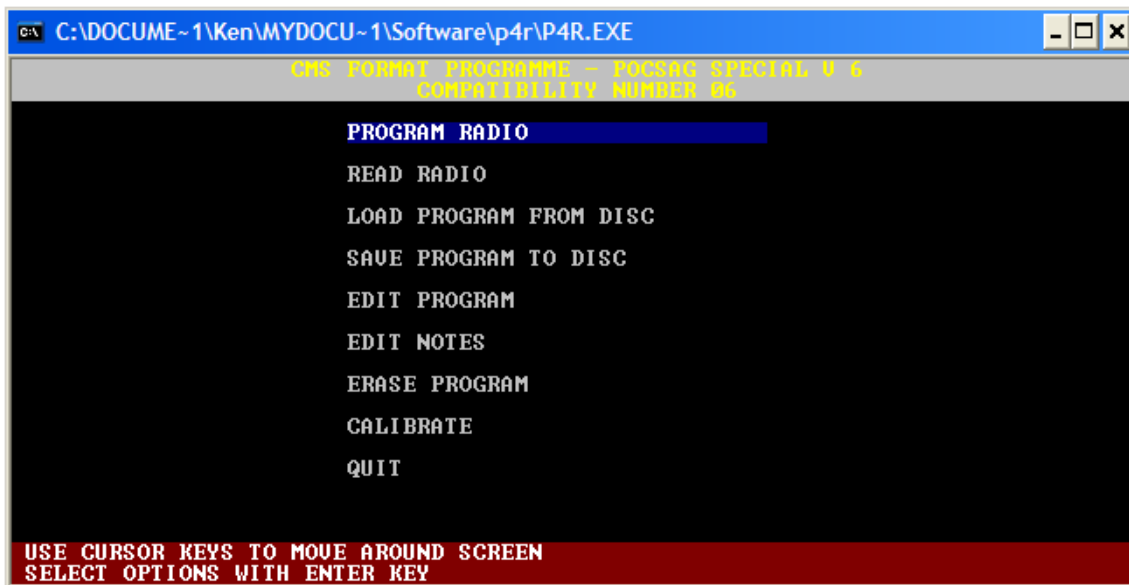 C:\DOCUME~1\Ken\MYDOCU~1\Software\p4r\P4R.EXE
CMS FORMAT PROGRAMME - POCSAG SPECIAL V 6
COMPATIBILITY NUMBER 06
PROGRAM RADIO
READ RADIO
LOAD PROGRAM FROM DISC
SAVE PROGRAM TO DISC
EDIT PROGRAM
EDIT NOTES
ERASE PROGRAM
CALIBRATE
QUIT
USE CURSOR KEYS TO MOVE AROUND SCREEN
SELECT OPTIONS WITH ENTER KEY